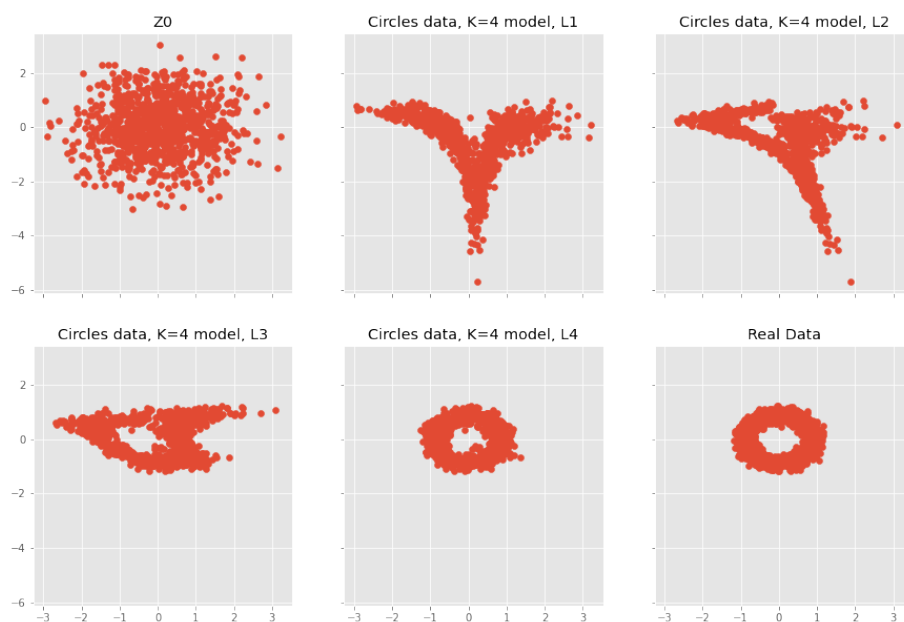 Z0
Circles data, K=4 model, L1
Circles data, K=4 model, L2
2
0
−2
−4
−6
Circles data, K=4 model, L3
Circles data, K=4 model, L4
Real Data
2
0
−2
−4
−6
−3 −2 −1 0 1 2 3
−3 −2 −1 0 1 2 3
−3 −2 −1 0 1 2 3